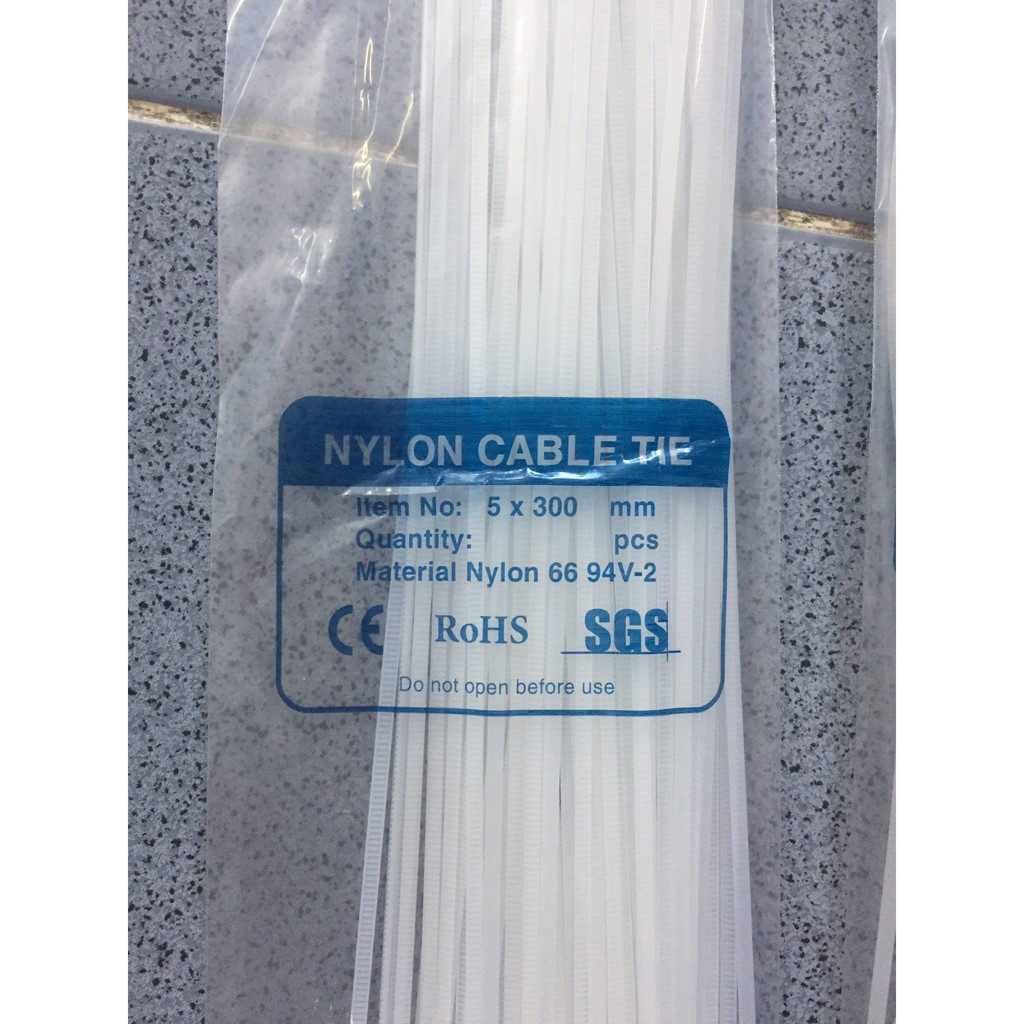 NYLON CABLE TIE
Item No: 5 x 300 mm
Quantity: pcs
Material Nylon 66 94V-2
CE RoHS SGS
Do not open before use